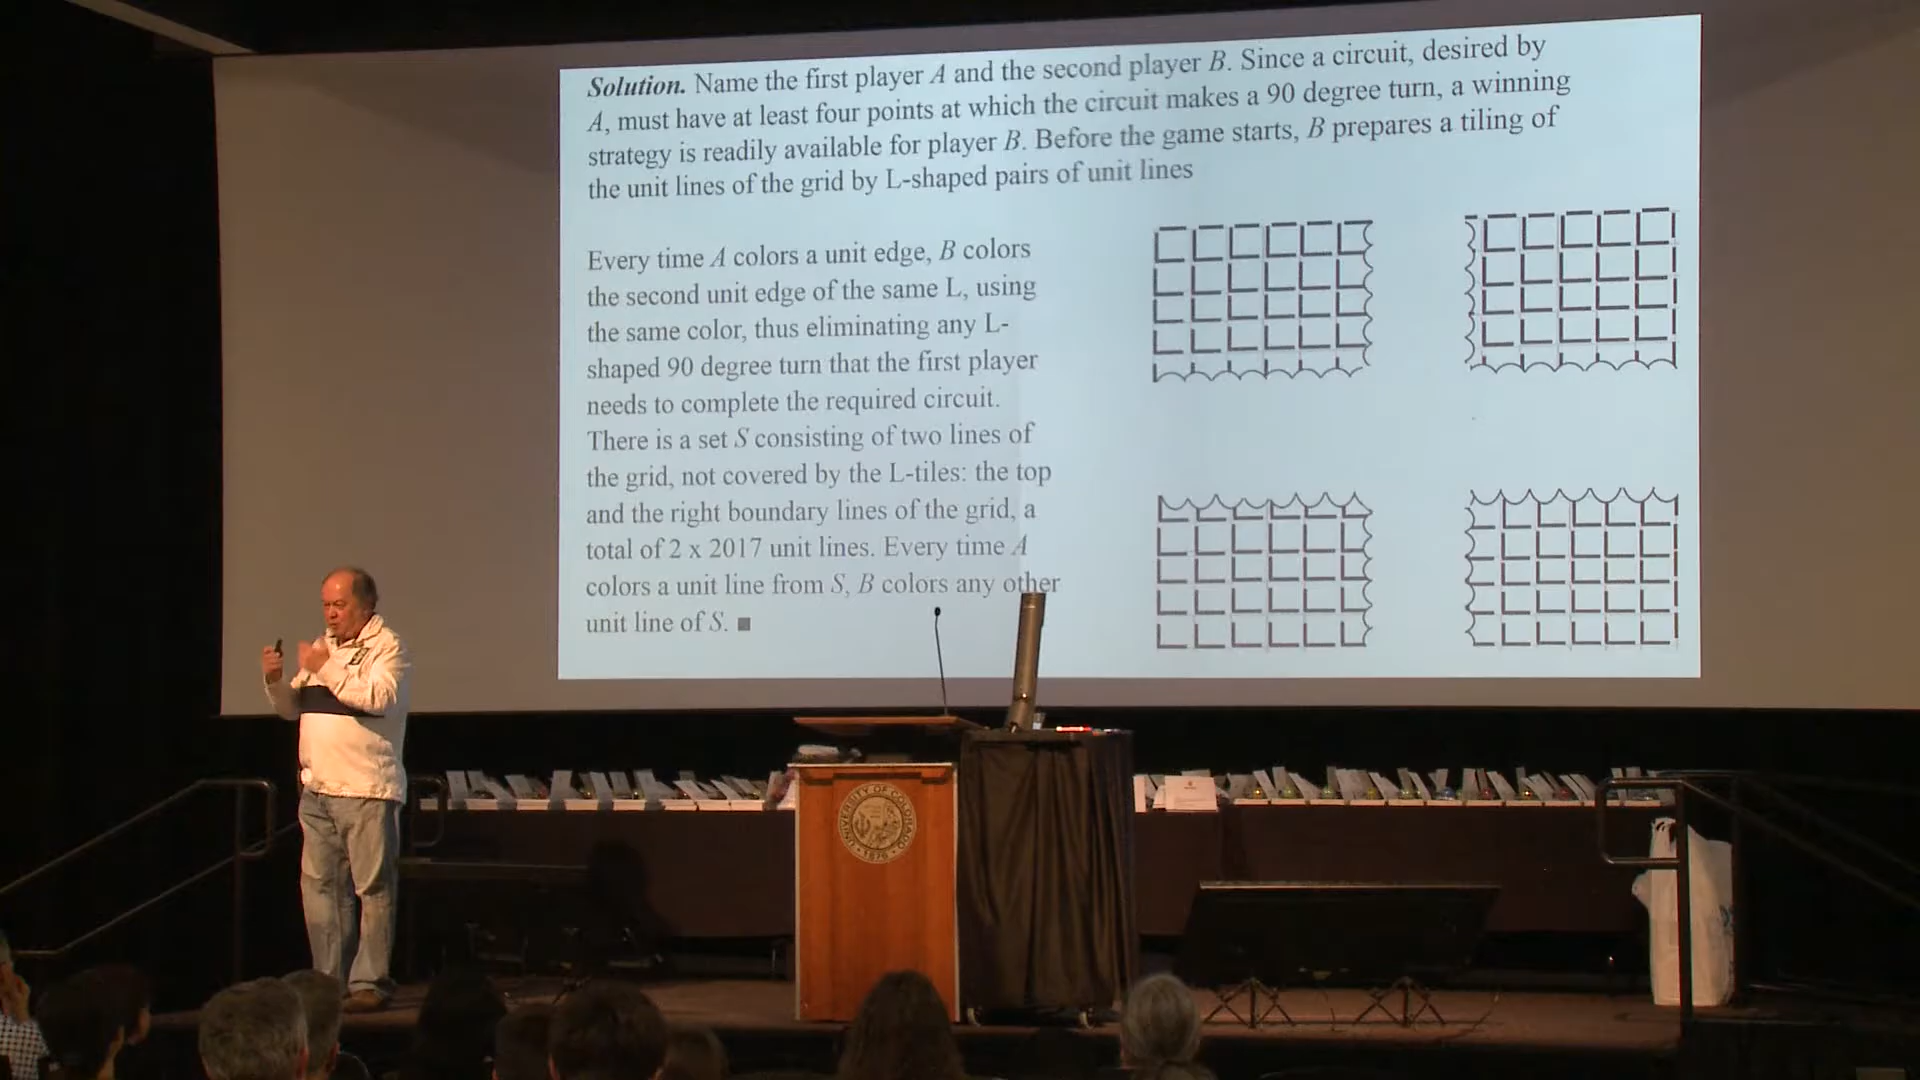 Solution. Name the first player A and the second player B. Since a circuit, desired by
A, must have at least four points at which the circuit makes a 90 degree turn, a winning
strategy is readily available for player B. Before the game starts, B prepares a tiling of
the unit lines of the grid by L-shaped pairs of unit lines
Every time A colors a unit edge, B colors
the second unit edge of the same L, using
the same color, thus eliminating any L-
shaped 90 degree turn that the first player
needs to complete the required circuit.
There is a set S consisting of two lines of
the grid, not covered by the L-tiles: the top
and the right boundary lines of the grid, a
total of 2 x 2017 unit lines. Every time A
colors a unit line from S, B colors any other
unit line of S. ■
UNIVERSITY OF COLORADO
1876